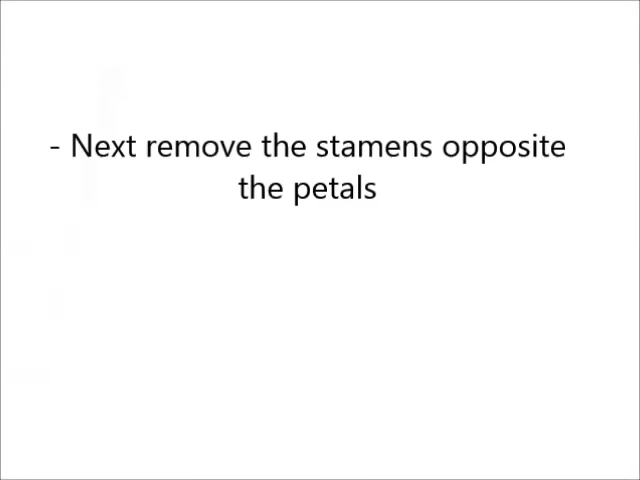 - Next remove the stamens opposite
the petals